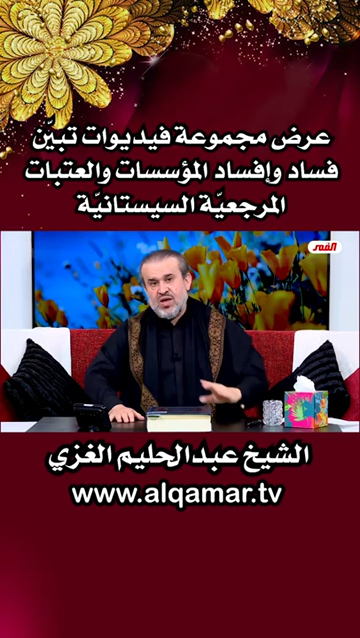 عرض مجموعة فيديوات تبيّن
فساد وإفساد المؤسسات والعتبات
المرجعيّة السيستانيّة
القمر
الشيخ عبدالحليم الغزي
www.alqamar.tv